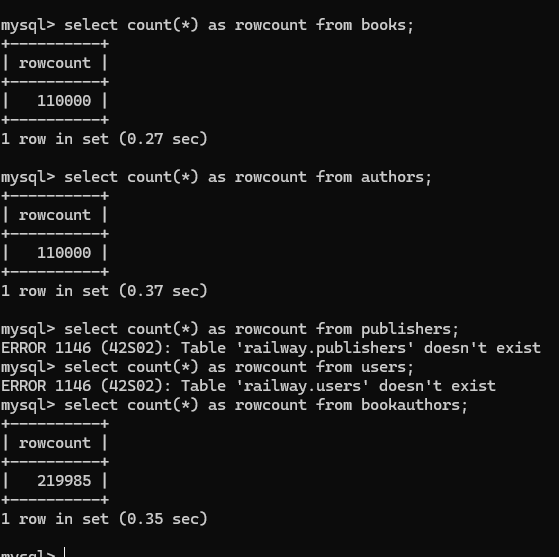 mysql> select count(*) as rowcount from books;
+----------+
| rowcount |
+----------+
|   110000 |
+----------+
1 row in set (0.27 sec)
mysql> select count(*) as rowcount from authors;
+----------+
| rowcount |
+----------+
|   110000 |
+----------+
1 row in set (0.37 sec)
mysql> select count(*) as rowcount from publishers;
ERROR 1146 (42S02): Table 'railway.publishers' doesn't exist
mysql> select count(*) as rowcount from users;
ERROR 1146 (42S02): Table 'railway.users' doesn't exist
mysql> select count(*) as rowcount from bookauthors;
+----------+
| rowcount |
+----------+
|   219985 |
+----------+
1 row in set (0.35 sec)
mysql>